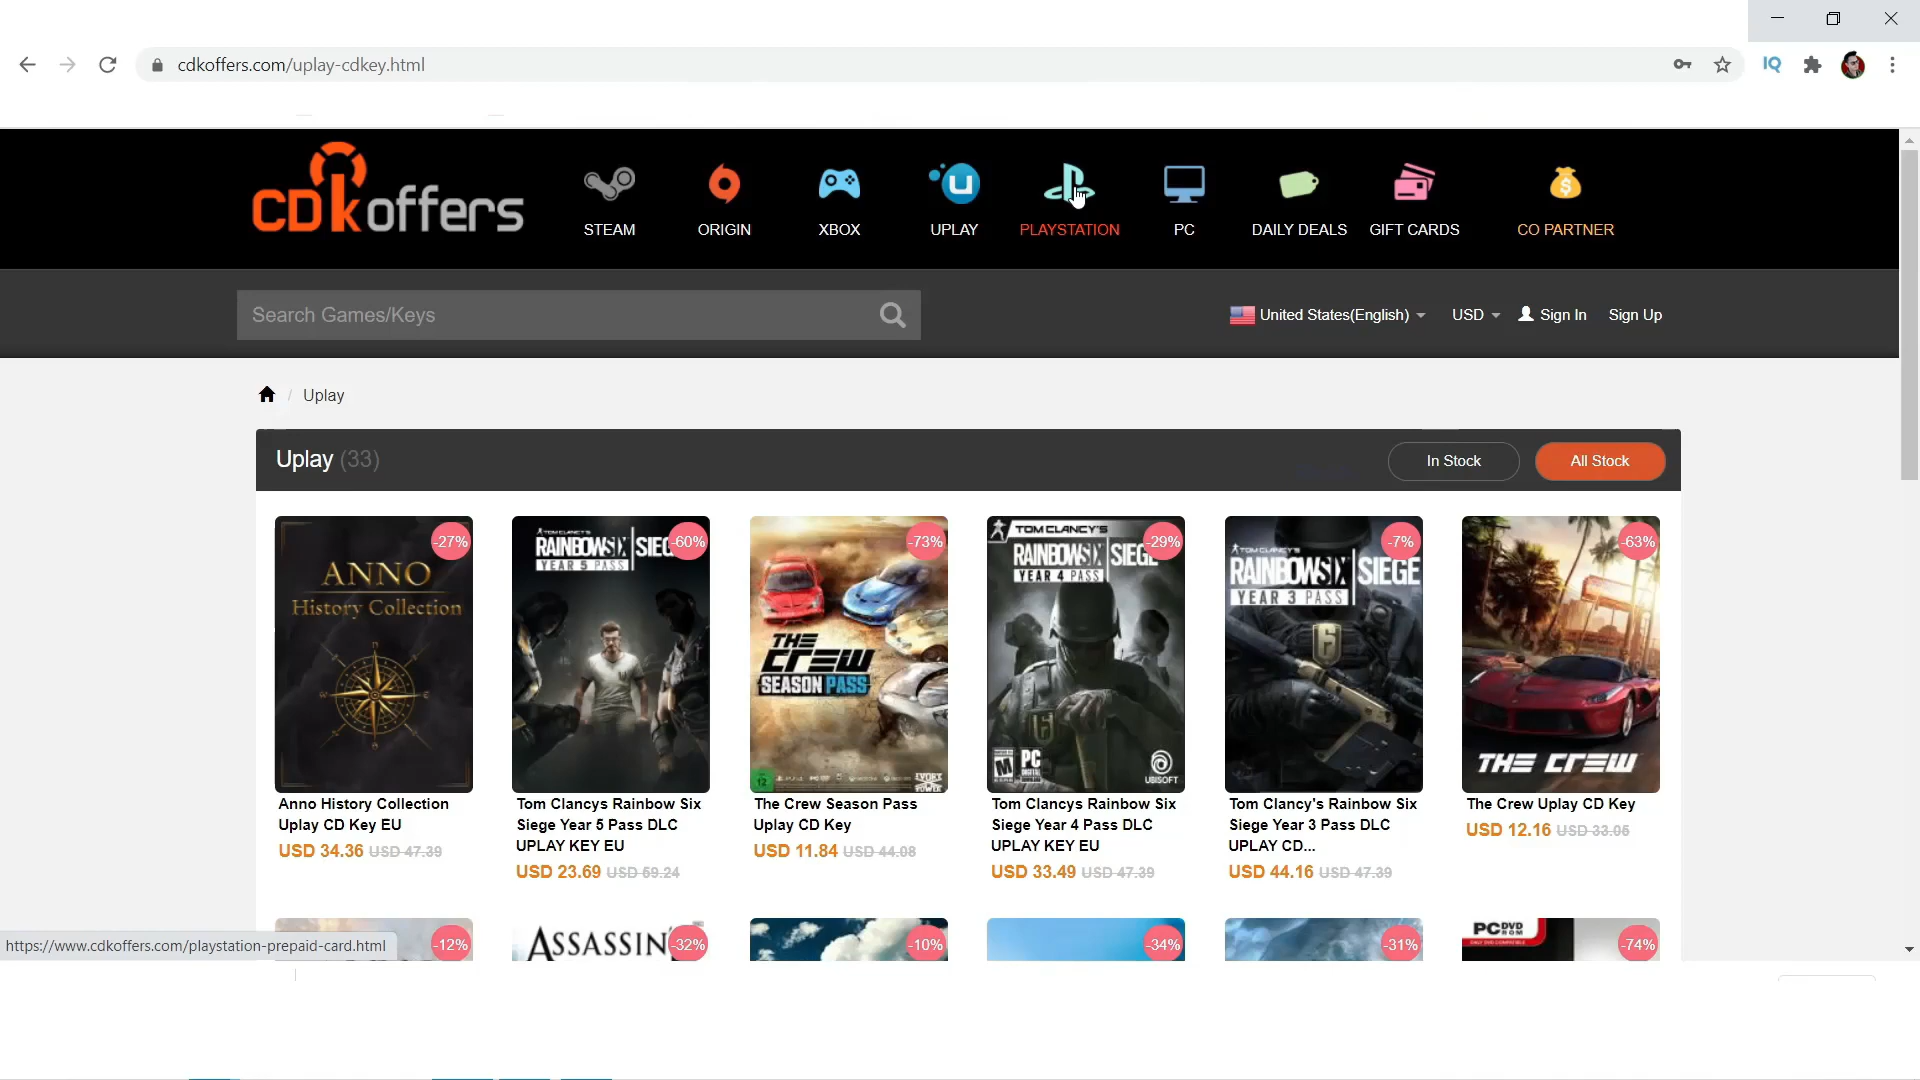 cdkoffers.com/uplay-cdkey.html
IQ
CDkoffers
STEAM
ORIGIN
XBOX
UPLAY
PLAYSTATION
PC
DAILY DEALS
GIFT CARDS
CO PARTNER
Search Games/Keys
United States(English)
USD
Sign In
Sign Up
/ Uplay
Uplay (33)
In Stock
All Stock
-27%
ANNO
History Collection
Anno History Collection
Uplay CD Key EU
USD 34.36 USD 47.39
-60%
RAINBOW SIX SIEG
YEAR 5 PASS
Tom Clancys Rainbow Six
Siege Year 5 Pass DLC
UPLAY KEY EU
USD 23.69 USD 59.24
-73%
THE
CREW
SEASON PASS
12
The Crew Season Pass
Uplay CD Key
USD 11.84 USD 44.08
-29%
TOM CLANCY'S
RAINBOW SIX SIEGE
YEAR 4 PASS
M
PC
UBISOFT
Tom Clancys Rainbow Six
Siege Year 4 Pass DLC
UPLAY KEY EU
USD 33.49 USD 47.39
-7%
TOM CLANCY'S
RAINBOW SIX SIEGE
YEAR 3 PASS
6
Tom Clancy's Rainbow Six
Siege Year 3 Pass DLC
UPLAY CD...
USD 44.16 USD 47.39
-63%
THE CREW
The Crew Uplay CD Key
USD 12.16 USD 33.05
-12%
ASSASSIN
-32%
-10%
-34%
-31%
PC DVD
ROM
-74%
https://www.cdkoffers.com/playstation-prepaid-card.html